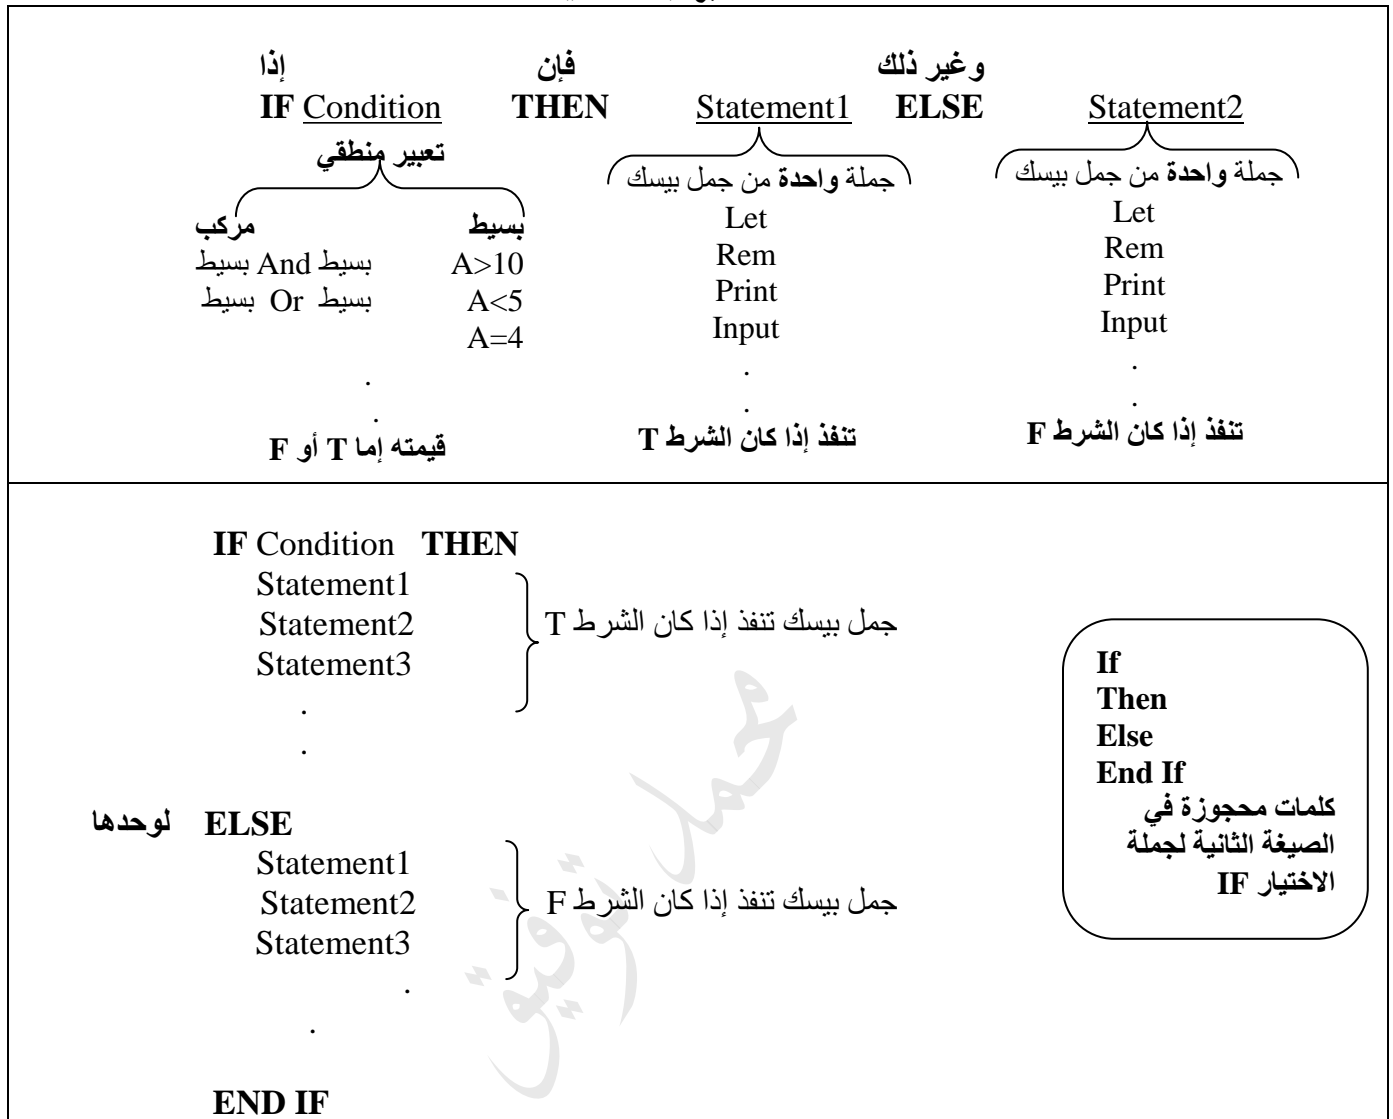 إذا فإن وغير ذلك
IF Condition THEN Statement1 ELSE Statement2
تعبير منطقي
جملة واحدة من جمل بيسك
جملة واحدة من جمل بيسك
مركب بسيط
بسيط And بسيط A>10
بسيط Or بسيط A<5
A=4
.
.
قيمته إما T أو F
Let
Rem
Print
Input
.
.
تنفذ إذا كان الشرط T
Let
Rem
Print
Input
.
.
تنفذ إذا كان الشرط F
IF Condition THEN
Statement1
Statement2
Statement3
.
.
جمل بيسك تنفذ إذا كان الشرط T
ELSE لوحدها
Statement1
Statement2
Statement3
.
.
جمل بيسك تنفذ إذا كان الشرط F
END IF
If
Then
Else
End If
كلمات محجوزة في
الصيغة الثانية لجملة
الاختيار IF
محمد توفيق